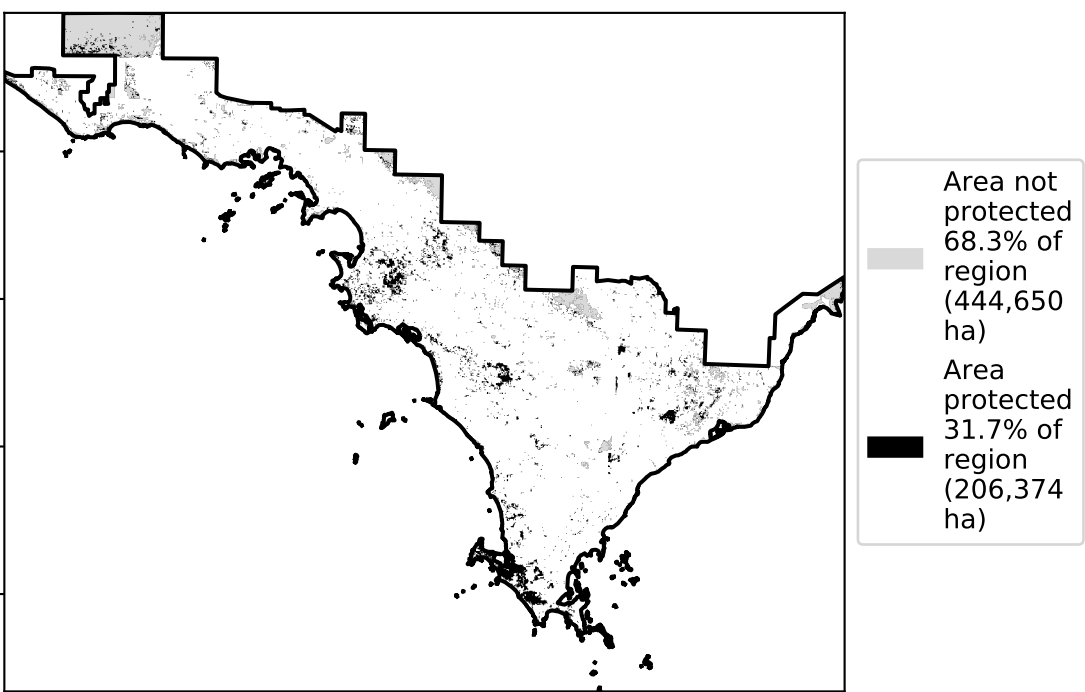 Area not
protected
68.3% of
region
(444,650
ha)
Area
protected
31.7% of
region
(206,374
ha)